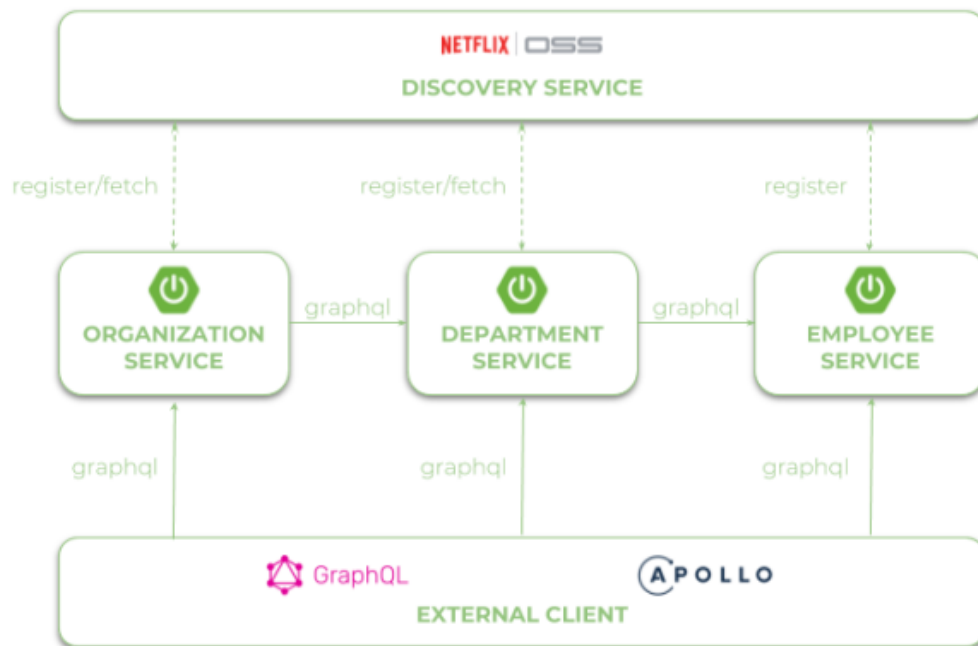 NETFLIX OSS
DISCOVERY SERVICE
register/fetch
register/fetch
register
ORGANIZATION
SERVICE
graphql
DEPARTMENT
SERVICE
graphql
EMPLOYEE
SERVICE
graphql
graphql
graphql
GraphQL
APOLLO
EXTERNAL CLIENT